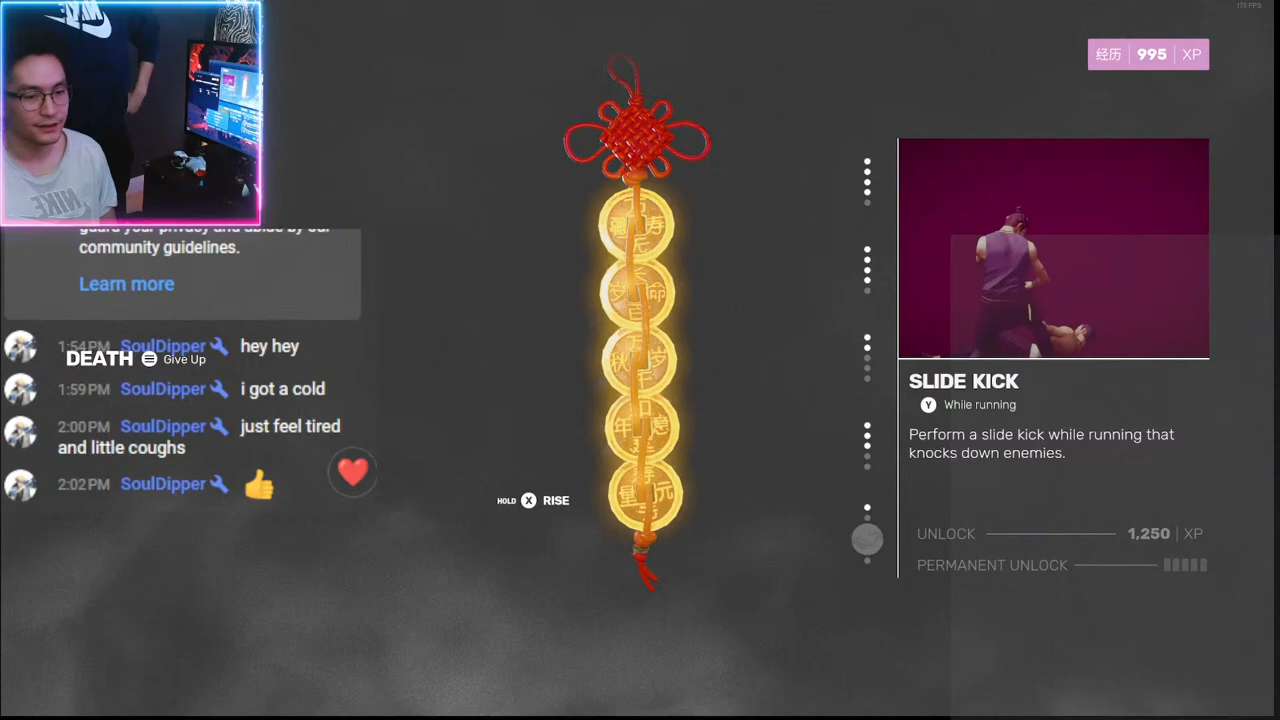 175 FPS
NIKE
经历 995 XP
guard your privacy and abide by our
community guidelines.
Learn more
1:54 PM SoulDipper hey hey
DEATH Give Up
1:59 PM SoulDipper i got a cold
2:00 PM SoulDipper just feel tired
and little coughs
2:02 PM SoulDipper
HOLD X RISE
SLIDE KICK
Y While running
Perform a slide kick while running that
knocks down enemies.
UNLOCK 1,250 XP
PERMANENT UNLOCK